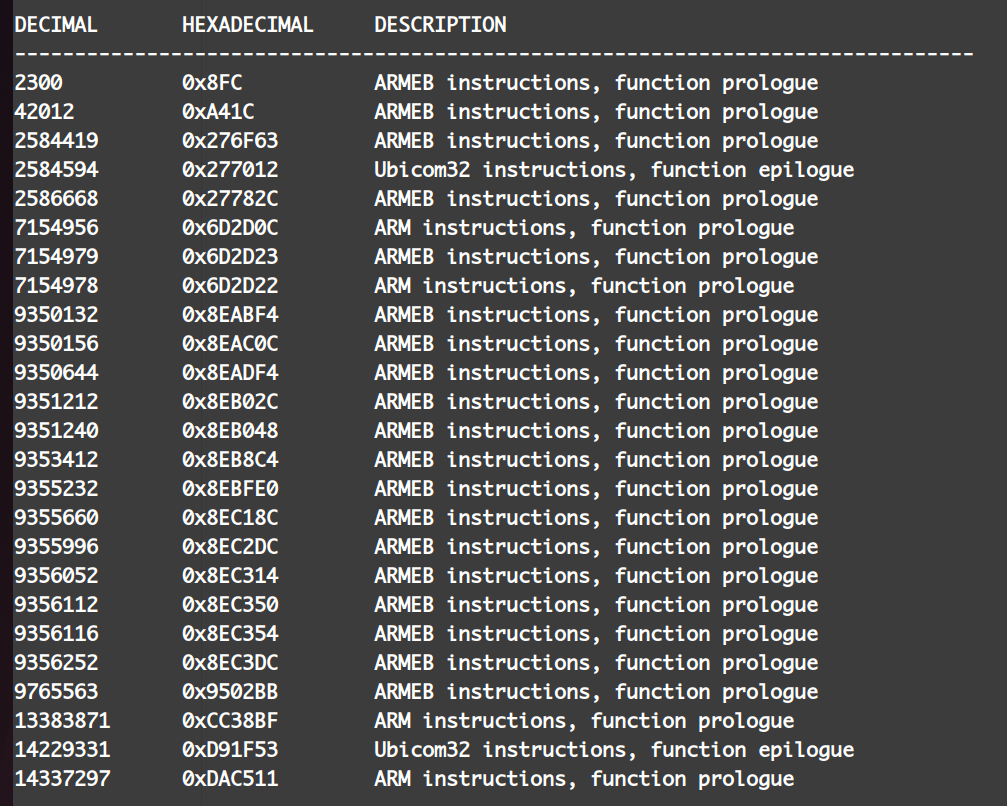 DECIMAL HEXADECIMAL DESCRIPTION
--------------------------------------------------------------------------------
2300 0x8FC ARMEB instructions, function prologue
42012 0xA41C ARMEB instructions, function prologue
2584419 0x276F63 ARMEB instructions, function prologue
2584594 0x277012 Ubicom32 instructions, function epilogue
2586668 0x27782C ARMEB instructions, function prologue
7154956 0x6D2D0C ARM instructions, function prologue
7154979 0x6D2D23 ARMEB instructions, function prologue
7154978 0x6D2D22 ARM instructions, function prologue
9350132 0x8EABF4 ARMEB instructions, function prologue
9350156 0x8EAC0C ARMEB instructions, function prologue
9350644 0x8EADF4 ARMEB instructions, function prologue
9351212 0x8EB02C ARMEB instructions, function prologue
9351240 0x8EB048 ARMEB instructions, function prologue
9353412 0x8EB8C4 ARMEB instructions, function prologue
9355232 0x8EBFE0 ARMEB instructions, function prologue
9355660 0x8EC18C ARMEB instructions, function prologue
9355996 0x8EC2DC ARMEB instructions, function prologue
9356052 0x8EC314 ARMEB instructions, function prologue
9356112 0x8EC350 ARMEB instructions, function prologue
9356116 0x8EC354 ARMEB instructions, function prologue
9356252 0x8EC3DC ARMEB instructions, function prologue
9765563 0x9502BB ARMEB instructions, function prologue
13383871 0xCC38BF ARM instructions, function prologue
14229331 0xD91F53 Ubicom32 instructions, function epilogue
14337297 0xDAC511 ARM instructions, function prologue